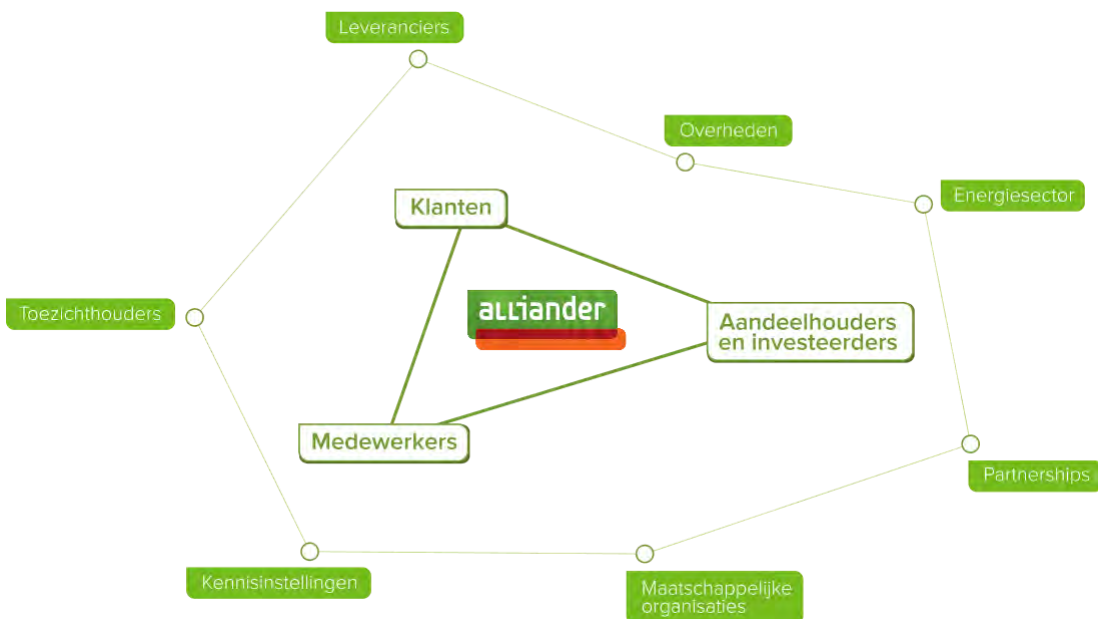 Leveranciers
Overheden
Energiesector
Klanten
alliander
Toezichthouders
Aandeelhouders
en investeerders
Medewerkers
Partnerships
Kennisinstellingen
Maatschappelijke
organisaties